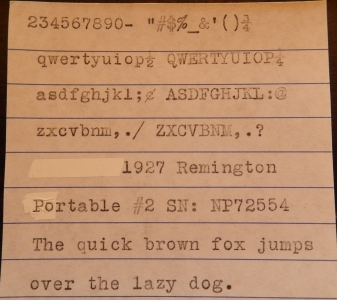 234567890- "#$%_&'()¾
qwertyuiop½ QWERTYUIOP¼
asdfghjkl;¢ ASDFGHJKL:@
zxcvbnm,./ ZXCVBNM,.?
1927 Remington
Portable #2 SN: NP72554
The quick brown fox jumps
over the lazy dog.